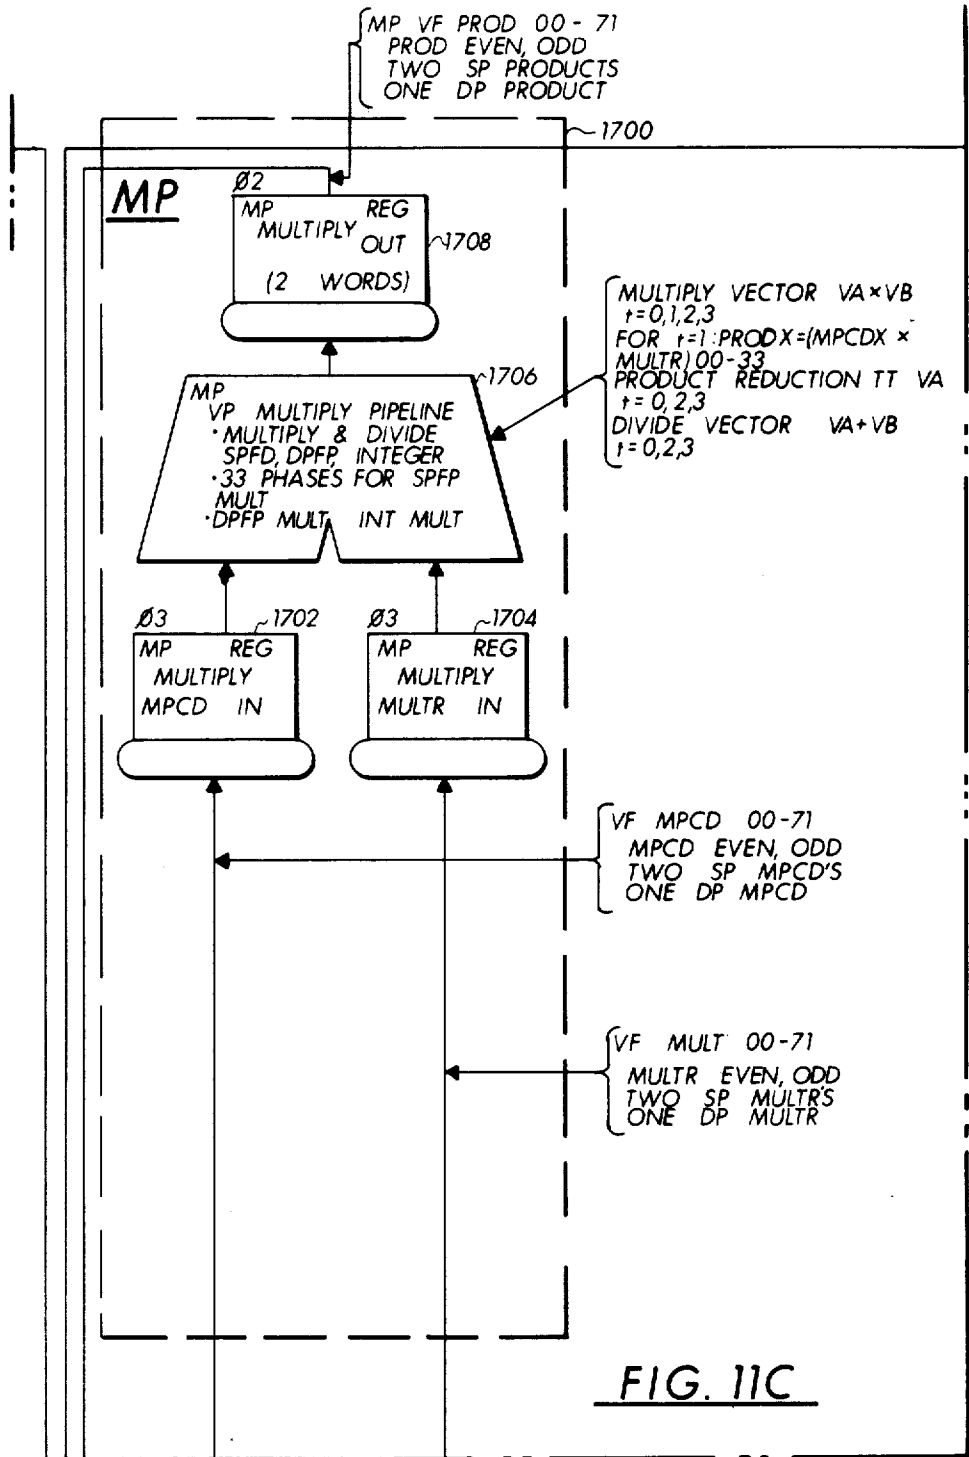 MP VF PROD 00-71
PROD EVEN, ODD
TWO SP PRODUCTS
ONE DP PRODUCT
1700
MP
Ø2
MP REG
MULTIPLY
OUT
(2 WORDS)
1708
MULTIPLY VECTOR VA×VB
t=0,1,2,3
FOR t=1:PRODX=(MPCDX ×
MULTR)00-33
PRODUCT REDUCTION TT VA
t=0,2,3
DIVIDE VECTOR VA+VB
t=0,2,3
1706
MP
VP MULTIPLY PIPELINE
·MULTIPLY & DIVIDE
SPFD, DPFP, INTEGER
·33 PHASES FOR SPFP
MULT
·DPFP MULT INT MULT
Ø3
1702
MP REG
MULTIPLY
MPCD IN
Ø3
1704
MP REG
MULTIPLY
MULTR IN
VF MPCD 00-71
MPCD EVEN, ODD
TWO SP MPCD'S
ONE DP MPCD
VF MULT 00-71
MULTR EVEN, ODD
TWO SP MULTR'S
ONE DP MULTR
FIG. 11C